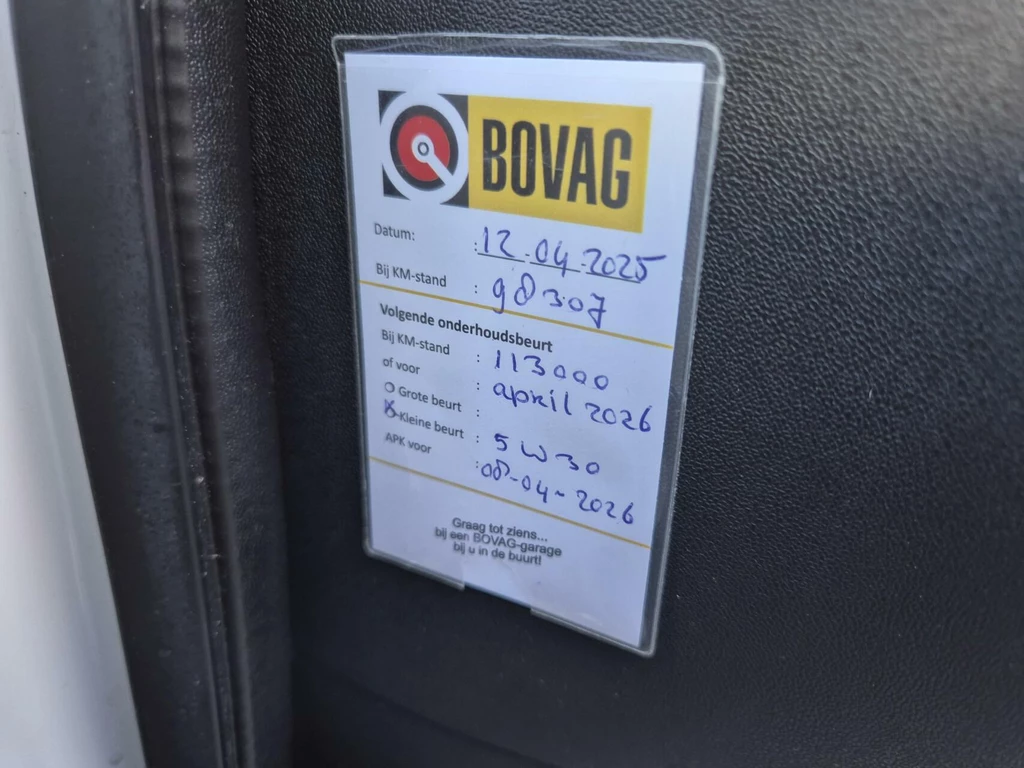 BOVAG
Datum: : 12-04-2025
Bij KM-stand : 98307
Volgende onderhoudsbeurt
Bij KM-stand : 113000
of voor : april 2026
Grote beurt :
Kleine beurt : 5W30
APK voor : 08-04-2026
Graag tot ziens...
bij een BOVAG-garage
bij u in de buurt!